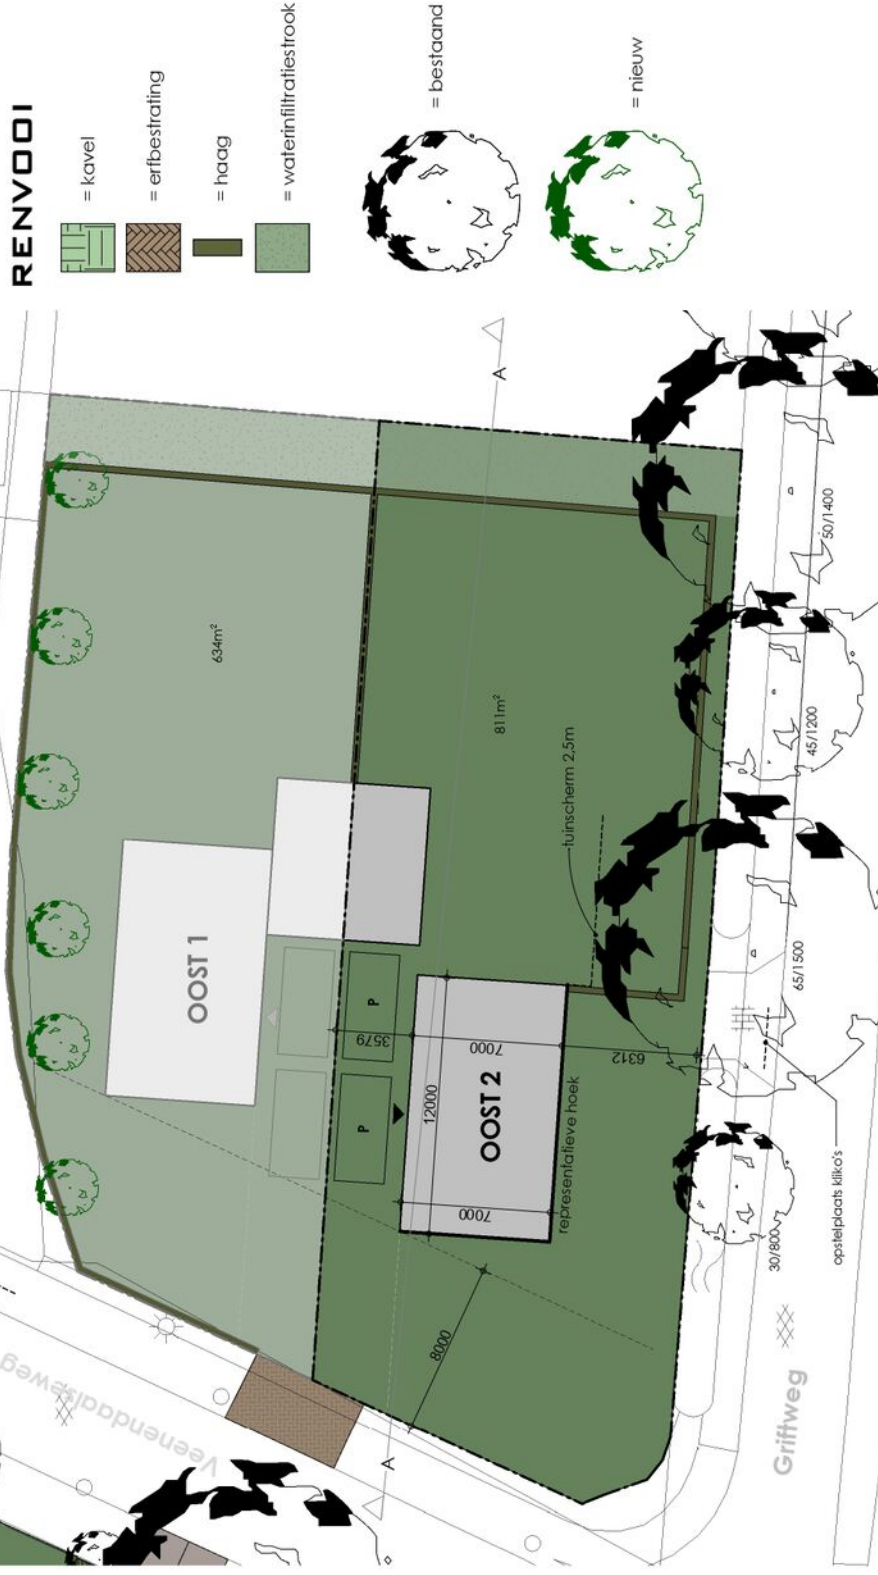 RENVOOI
= kavel
= erfbestrating
= haag
= waterinfiltratiestrook
= bestaand
= nieuw
A
634m²
811m²
50/1400
45/1200
tuinscherm 2,5m
OOST 1
P
P
3579
7000
12000
6312
OOST 2
7000
representatieve hoek
65/1500
30/800
opstelplaats kliko's
8000
A
Veenendaalseweg
Griftweg